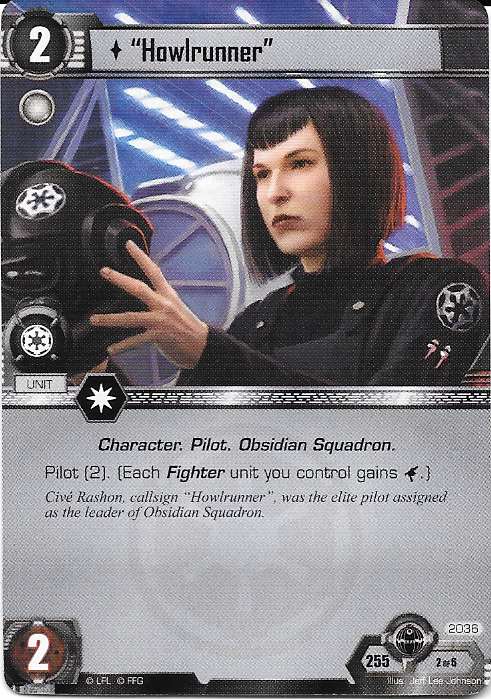 2
"Howlrunner"
UNIT
Character. Pilot. Obsidian Squadron.
Pilot (2). (Each Fighter unit you control gains .)
Civé Rashon, callsign "Howlrunner", was the elite pilot assigned
as the leader of Obsidian Squadron.
2
2036
255
2 of 6
© LFL © FFG
Illus. Jeff Lee Johnson